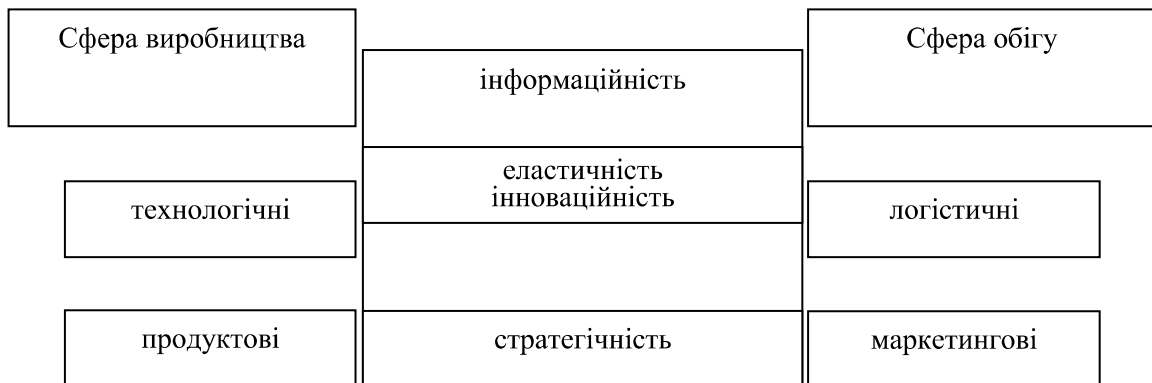 Сфера виробництва
Сфера обігу
інформаційність
еластичність
інноваційність
технологічні
логістичні
продуктові
стратегічність
маркетингові